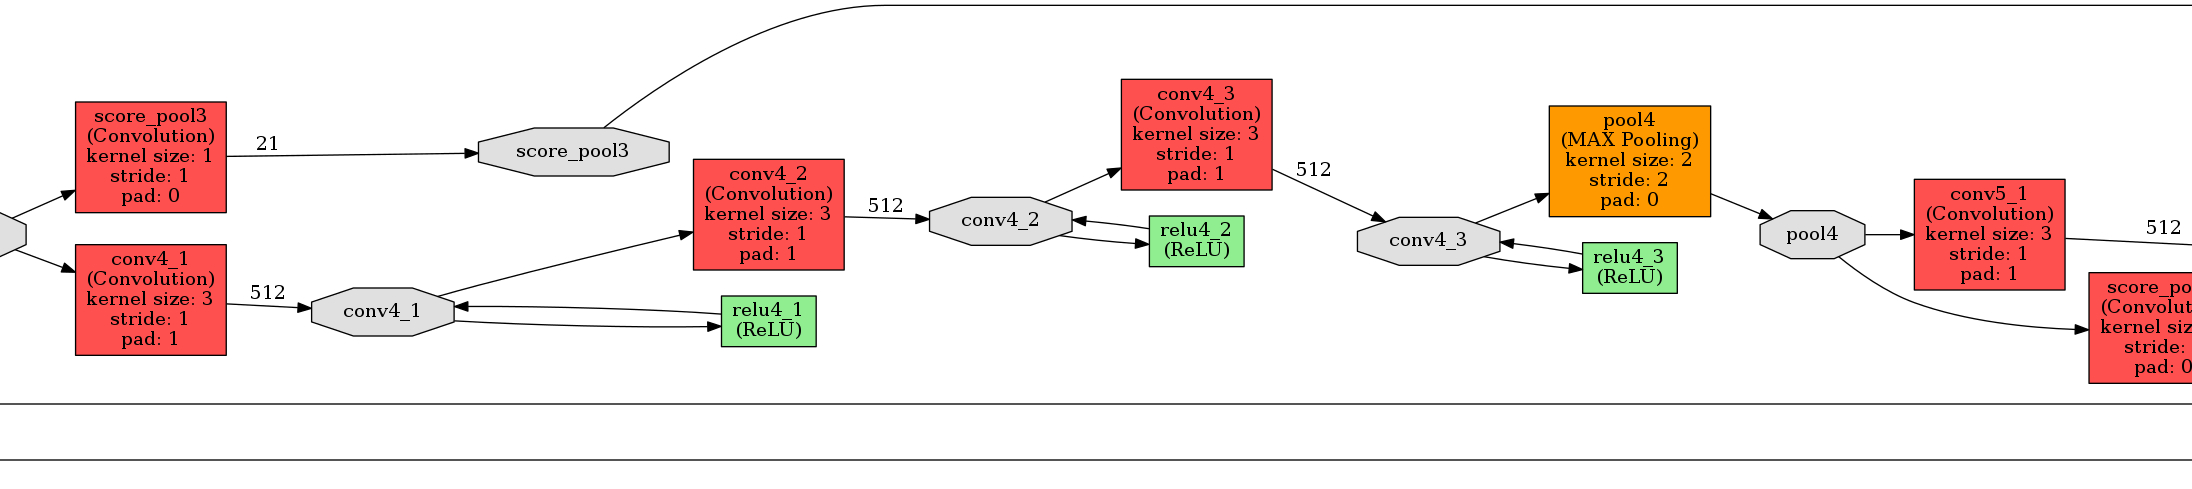 score_pool3
(Convolution)
kernel size: 1
stride: 1
pad: 0
21
score_pool3
conv4_1
(Convolution)
kernel size: 3
stride: 1
pad: 1
512
conv4_1
relu4_1
(ReLU)
conv4_2
(Convolution)
kernel size: 3
stride: 1
pad: 1
512
conv4_2
relu4_2
(ReLU)
conv4_3
(Convolution)
kernel size: 3
stride: 1
pad: 1
512
conv4_3
relu4_3
(ReLU)
pool4
(MAX Pooling)
kernel size: 2
stride: 2
pad: 0
pool4
conv5_1
(Convolution)
kernel size: 3
stride: 1
pad: 1
512
score_po
(Convolut
kernel siz
stride:
pad: 0